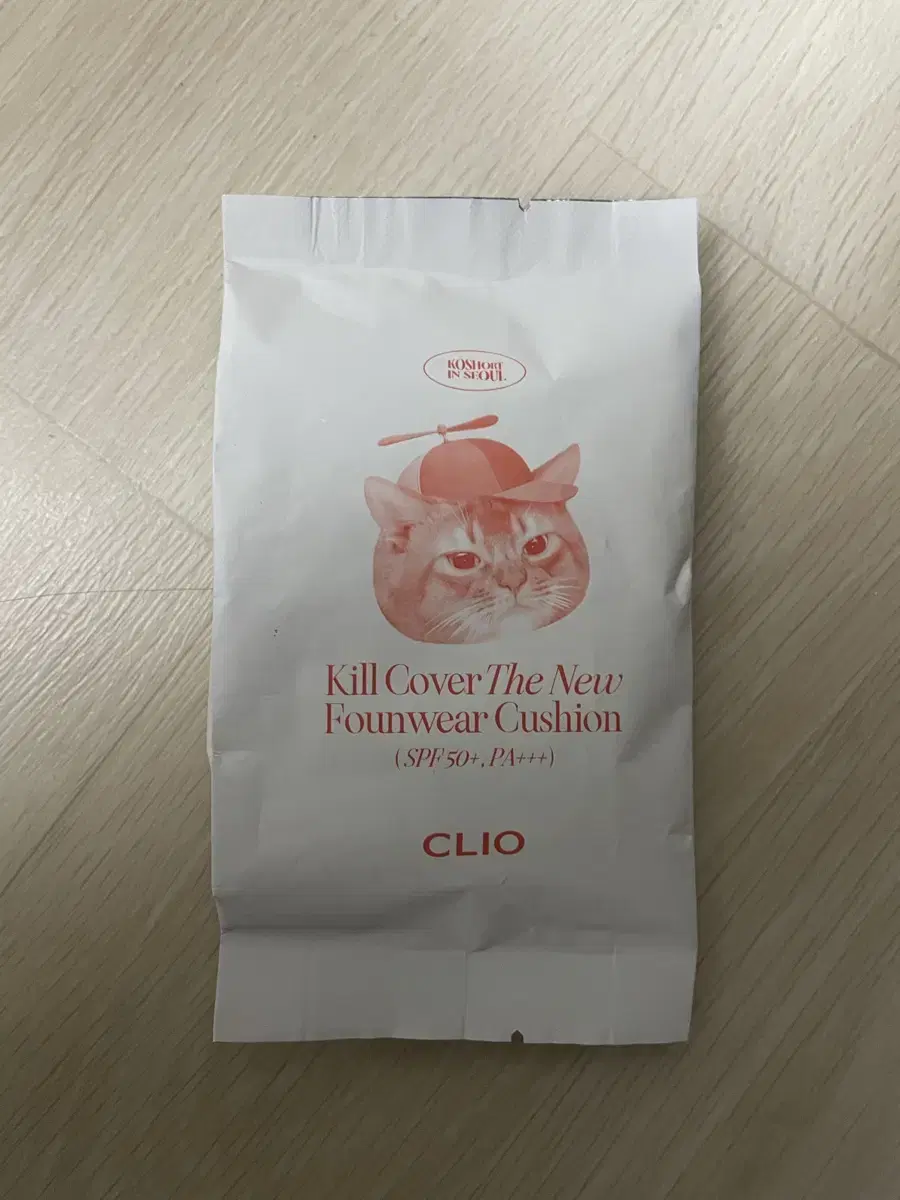 KOSHORT
IN SEOUL
Kill Cover The New
Founwear Cushion
(SPF 50+, PA+++)
CLIO